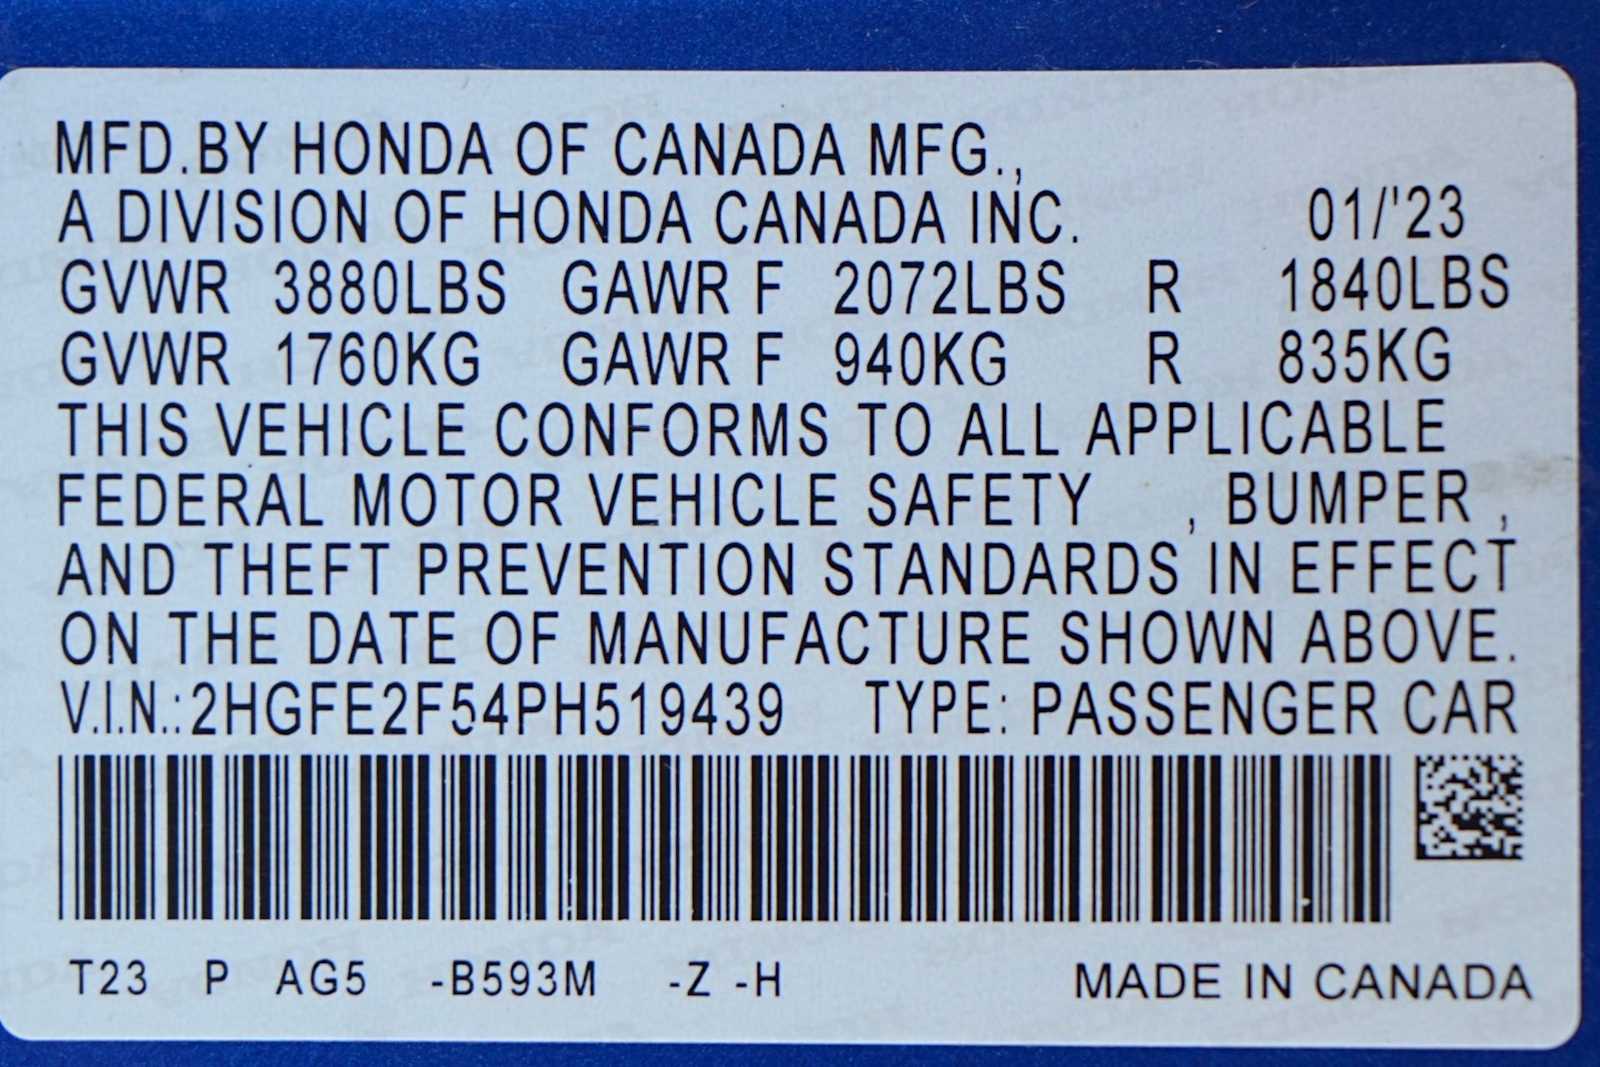 MFD.BY HONDA OF CANADA MFG.,
A DIVISION OF HONDA CANADA INC. 01/'23
GVWR 3880LBS GAWR F 2072LBS R 1840LBS
GVWR 1760KG GAWR F 940KG R 835KG
THIS VEHICLE CONFORMS TO ALL APPLICABLE
FEDERAL MOTOR VEHICLE SAFETY , BUMPER ,
AND THEFT PREVENTION STANDARDS IN EFFECT
ON THE DATE OF MANUFACTURE SHOWN ABOVE.
V.I.N.:2HGFE2F54PH519439 TYPE: PASSENGER CAR
T23 P AG5 -B593M -Z -H MADE IN CANADA